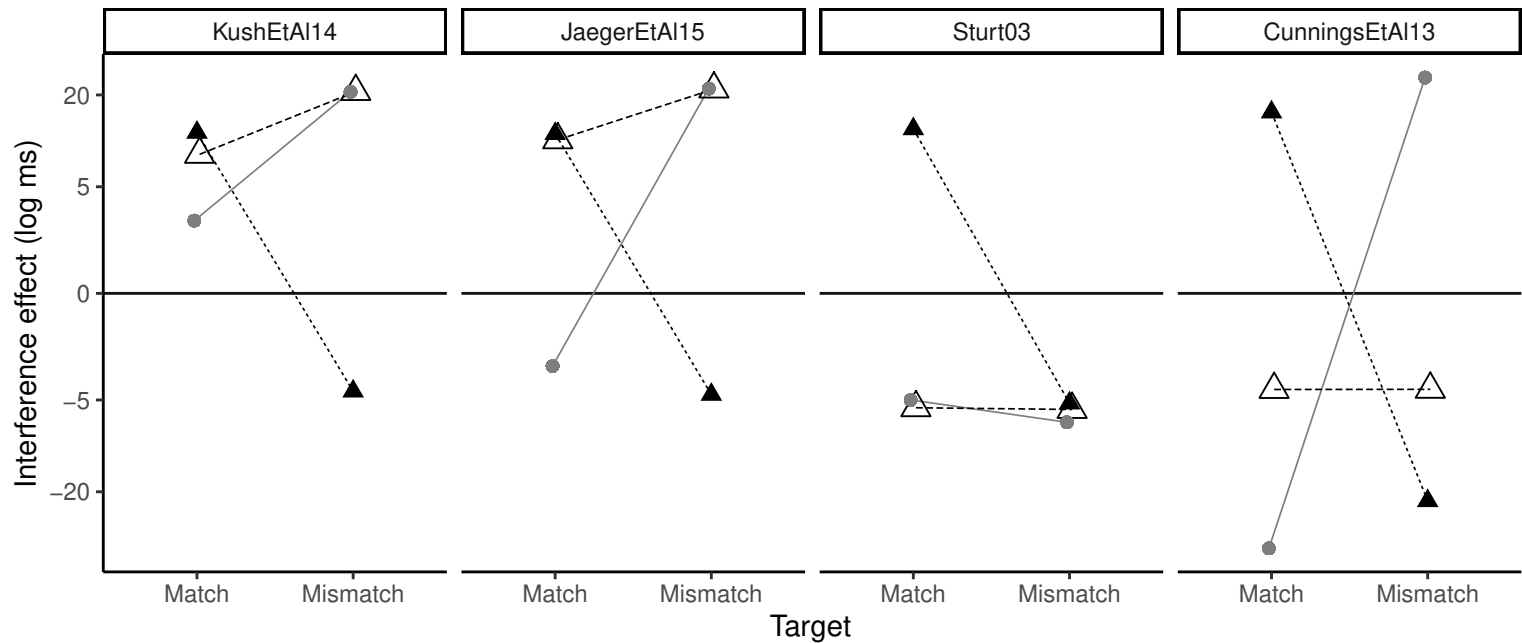 KushEtAl14
JaegerEtAl15
Sturt03
CunningsEtAl13
Interference effect (log ms)
20
5
0
−5
−20
Match Mismatch
Match Mismatch
Match Mismatch
Match Mismatch
Target